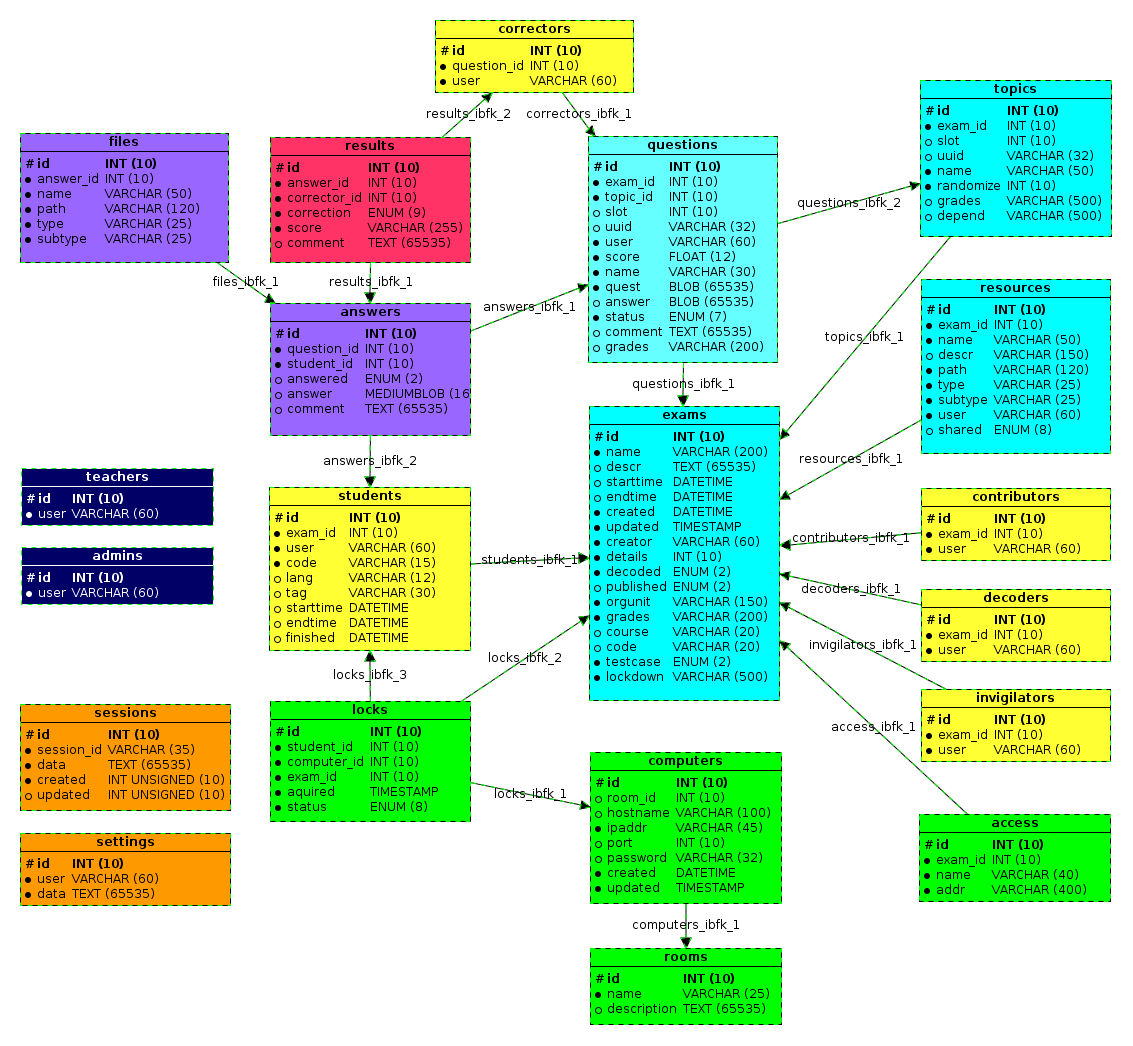 correctors
# id INT (10)
● question_id INT (10)
● user VARCHAR (60)
results_ibfk_2
correctors_ibfk_1
files
# id INT (10)
● answer_id INT (10)
● name VARCHAR (50)
● path VARCHAR (120)
● type VARCHAR (25)
● subtype VARCHAR (25)
results
# id INT (10)
● answer_id INT (10)
● corrector_id INT (10)
● correction ENUM (9)
● score VARCHAR (255)
○ comment TEXT (65535)
questions
# id INT (10)
● exam_id INT (10)
● topic_id INT (10)
○ slot INT (10)
○ uuid VARCHAR (32)
● user VARCHAR (60)
● score FLOAT (12)
● name VARCHAR (30)
● quest BLOB (65535)
○ answer BLOB (65535)
● status ENUM (7)
○ comment TEXT (65535)
○ grades VARCHAR (200)
questions_ibfk_2
topics
# id INT (10)
● exam_id INT (10)
○ slot INT (10)
○ uuid VARCHAR (32)
● name VARCHAR (50)
● randomize INT (10)
○ grades VARCHAR (500)
○ depend VARCHAR (500)
files_ibfk_1
results_ibfk_1
answers_ibfk_1
questions_ibfk_1
topics_ibfk_1
answers
# id INT (10)
● question_id INT (10)
● student_id INT (10)
○ answered ENUM (2)
○ answer MEDIUMBLOB (16
○ comment TEXT (65535)
resources
# id INT (10)
● exam_id INT (10)
● name VARCHAR (50)
○ descr VARCHAR (150)
● path VARCHAR (120)
● type VARCHAR (25)
● subtype VARCHAR (25)
● user VARCHAR (60)
○ shared ENUM (8)
answers_ibfk_2
resources_ibfk_1
exams
# id INT (10)
● name VARCHAR (200)
○ descr TEXT (65535)
○ starttime DATETIME
○ endtime DATETIME
● created DATETIME
● updated TIMESTAMP
● creator VARCHAR (60)
● details INT (10)
● decoded ENUM (2)
○ published ENUM (2)
● orgunit VARCHAR (150)
● grades VARCHAR (200)
○ course VARCHAR (20)
○ code VARCHAR (20)
● testcase ENUM (2)
● lockdown VARCHAR (500)
teachers
# id INT (10)
● user VARCHAR (60)
admins
# id INT (10)
● user VARCHAR (60)
students
# id INT (10)
● exam_id INT (10)
● user VARCHAR (60)
● code VARCHAR (15)
○ lang VARCHAR (12)
○ tag VARCHAR (30)
○ starttime DATETIME
○ endtime DATETIME
○ finished DATETIME
students_ibfk_1
contributors
# id INT (10)
● exam_id INT (10)
● user VARCHAR (60)
contributors_ibfk_1
decoders
# id INT (10)
● exam_id INT (10)
● user VARCHAR (60)
decoders_ibfk_1
invigilators_ibfk_1
invigilators
# id INT (10)
● exam_id INT (10)
● user VARCHAR (60)
locks_ibfk_2
locks_ibfk_3
access_ibfk_1
sessions
# id INT (10)
● session_id VARCHAR (35)
● data TEXT (65535)
● created INT UNSIGNED (10)
○ updated INT UNSIGNED (10)
locks
# id INT (10)
● student_id INT (10)
● computer_id INT (10)
● exam_id INT (10)
● aquired TIMESTAMP
● status ENUM (8)
locks_ibfk_1
computers
# id INT (10)
○ room_id INT (10)
○ hostname VARCHAR (100)
● ipaddr VARCHAR (45)
○ port INT (10)
○ password VARCHAR (32)
● created DATETIME
● updated TIMESTAMP
access
# id INT (10)
● exam_id INT (10)
● name VARCHAR (40)
● addr VARCHAR (400)
settings
# id INT (10)
● user VARCHAR (60)
● data TEXT (65535)
computers_ibfk_1
rooms
# id INT (10)
● name VARCHAR (25)
○ description TEXT (65535)